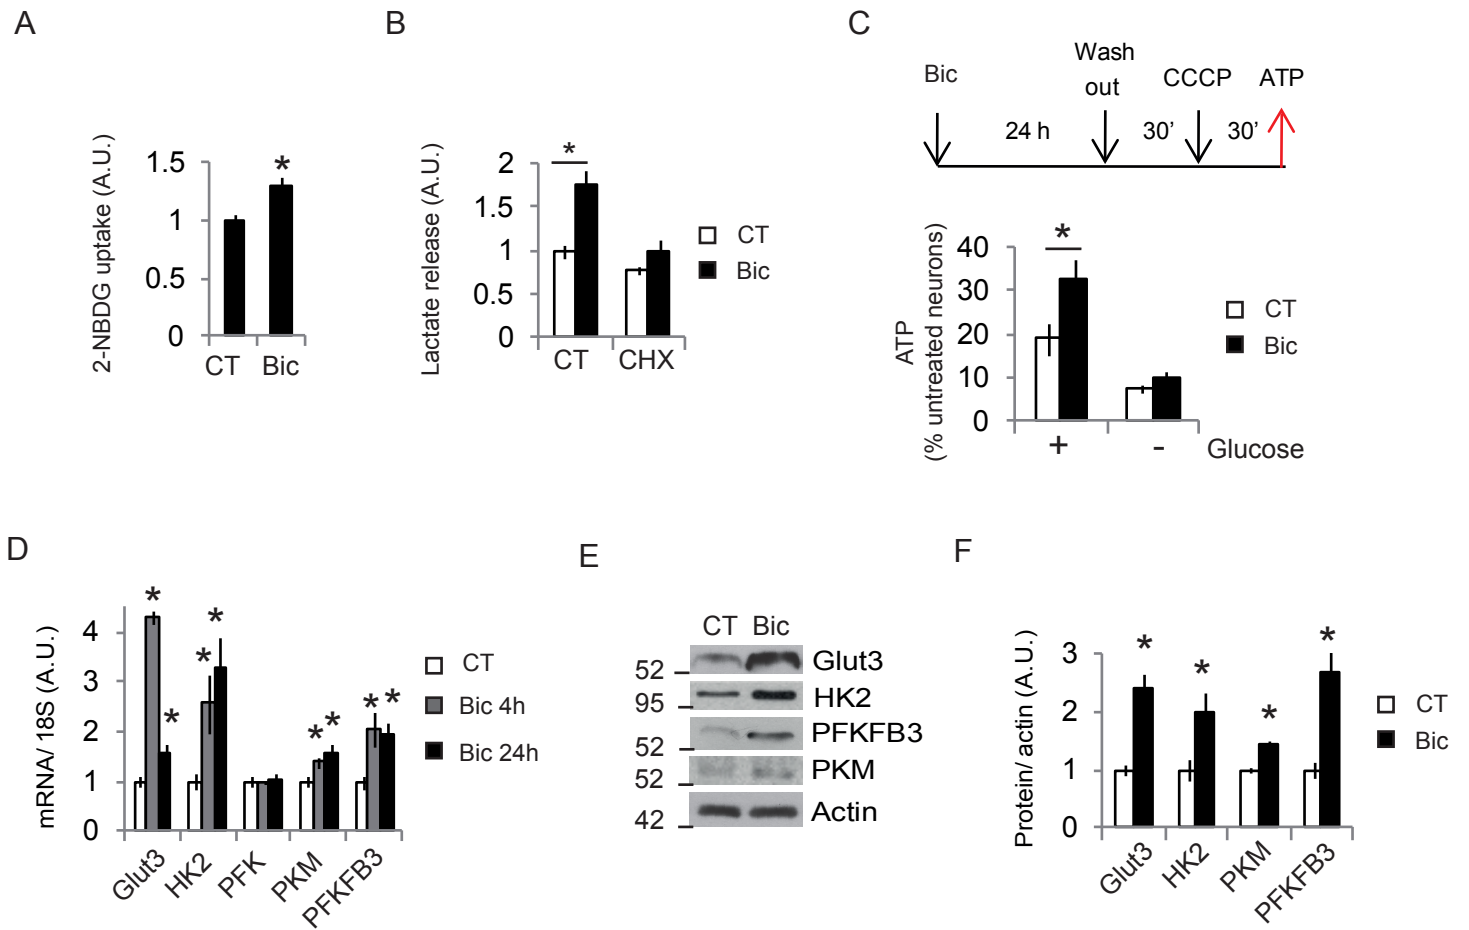 A
2-NBDG uptake (A.U.)
1.5
1
0.5
0
CT Bic
*
B
Lactate release (A.U.)
2
1.5
1
0.5
0
*
CT CHX
CT
Bic
C
Bic
24 h
Wash
out
30’
CCCP
30’
ATP
ATP
(% untreated neurons)
40
30
20
10
0
*
+ - Glucose
CT
Bic
D
mRNA/ 18S (A.U.)
4
3
2
1
0
* * * * * * * *
Glut3 HK2 PFK PKM PFKFB3
CT
Bic 4h
Bic 24h
E
CT Bic
52 Glut3
95 HK2
52 PFKFB3
52 PKM
42 Actin
F
Protein/ actin (A.U.)
3
2
1
0
* * * *
Glut3 HK2 PKM PFKFB3
CT
Bic